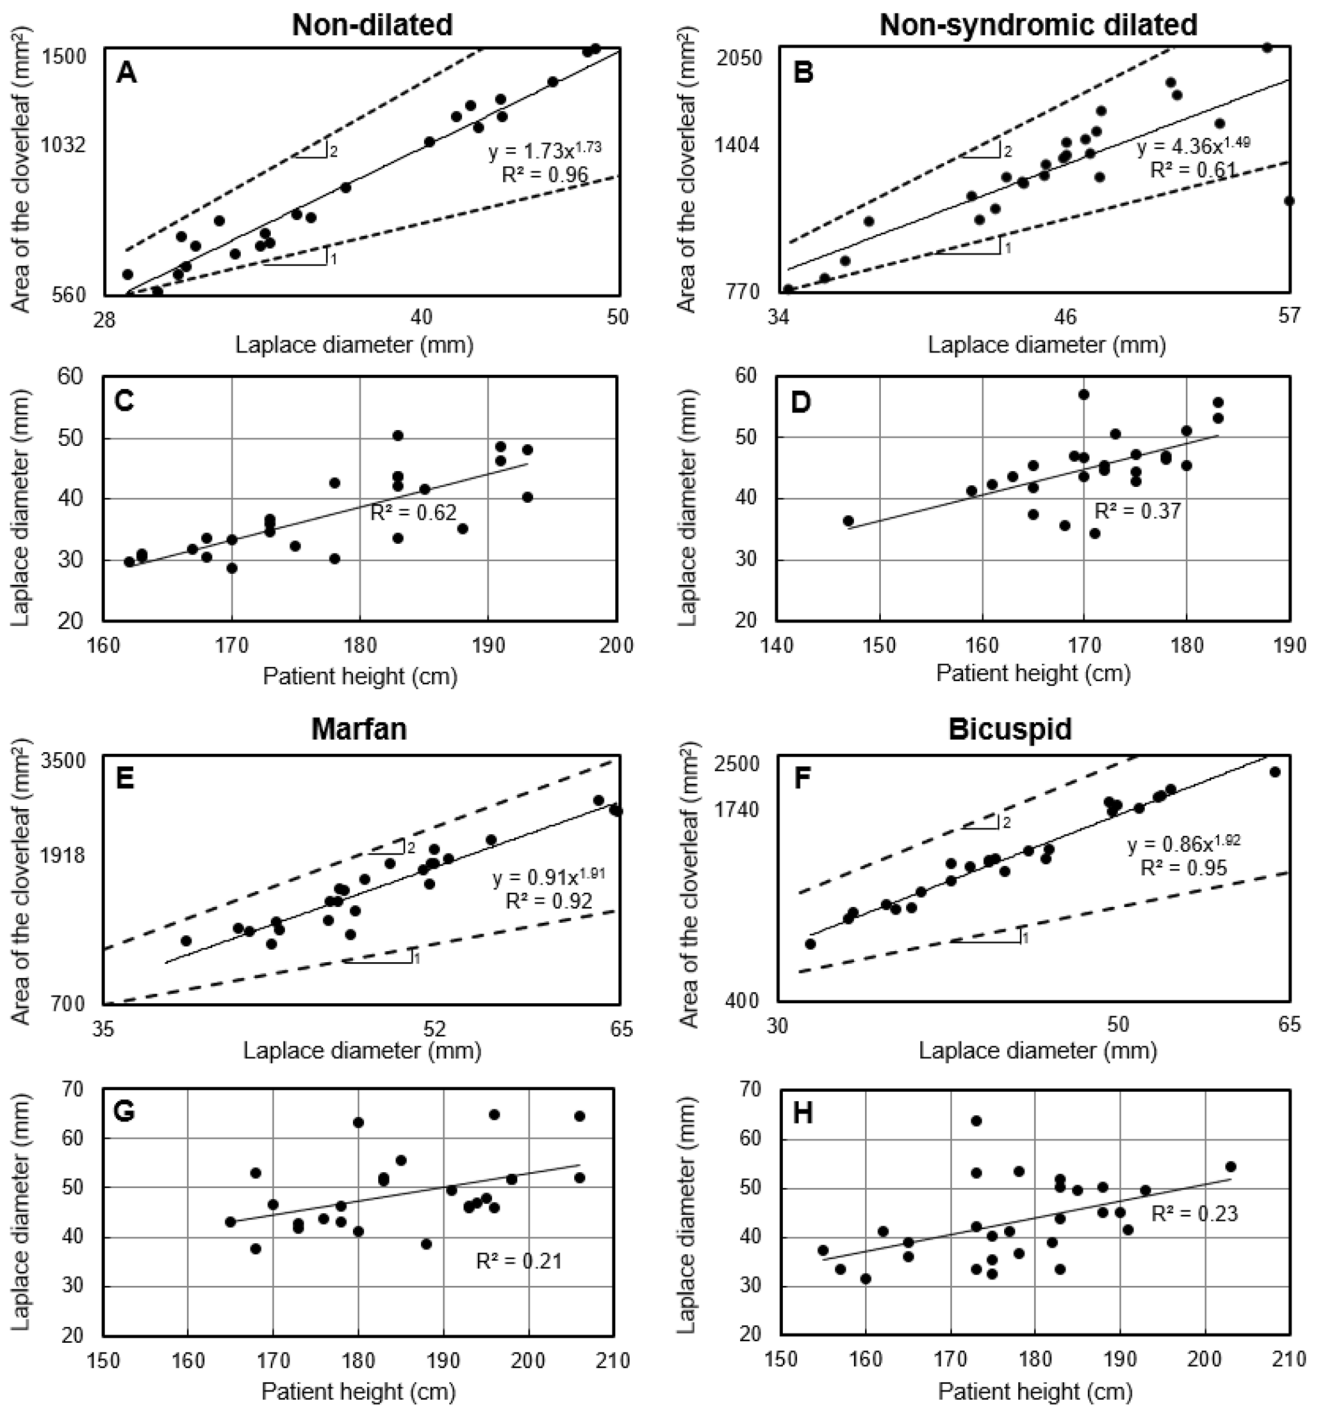 Non-dilated
Non-syndromic dilated
A
Area of the cloverleaf (mm²)
1500
1032
560
28
40
50
Laplace diameter (mm)
2
1
y = 1.73x^1.73
R² = 0.96
B
Area of the cloverleaf (mm²)
2050
1404
770
34
46
57
Laplace diameter (mm)
2
1
y = 4.36x^1.49
R² = 0.61
C
Laplace diameter (mm)
60
50
40
30
20
160
170
180
190
200
Patient height (cm)
R² = 0.62
D
Laplace diameter (mm)
60
50
40
30
20
140
150
160
170
180
190
Patient height (cm)
R² = 0.37
Marfan
Bicuspid
E
Area of the cloverleaf (mm²)
3500
1918
700
35
52
65
Laplace diameter (mm)
2
1
y = 0.91x^1.91
R² = 0.92
F
Area of the cloverleaf (mm²)
2500
1740
400
30
50
65
Laplace diameter (mm)
2
1
y = 0.86x^1.92
R² = 0.95
G
Laplace diameter (mm)
70
60
50
40
30
20
150
160
170
180
190
200
210
Patient height (cm)
R² = 0.21
H
Laplace diameter (mm)
70
60
50
40
30
20
150
160
170
180
190
200
210
Patient height (cm)
R² = 0.23